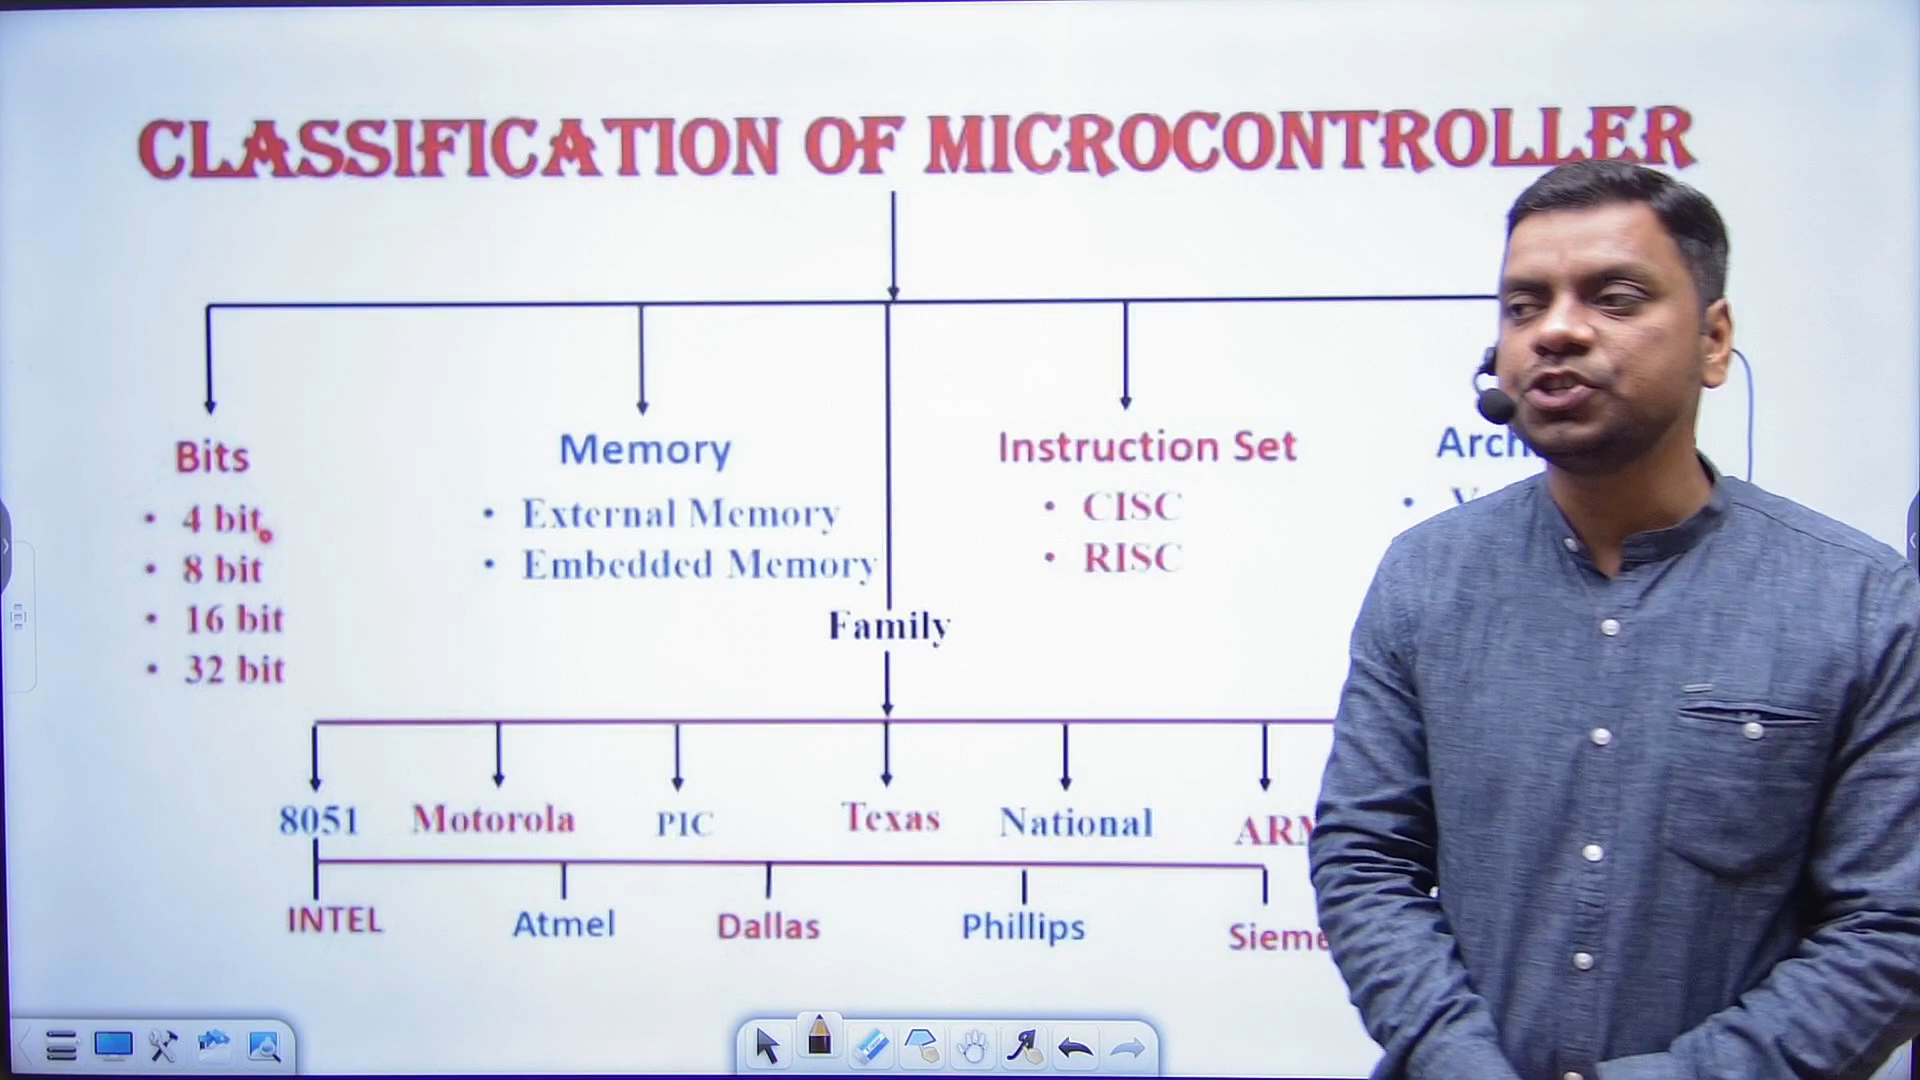 CLASSIFICATION OF MICROCONTROLLER
Bits
• 4 bit
• 8 bit
• 16 bit
• 32 bit
Memory
• External Memory
• Embedded Memory
Instruction Set
• CISC
• RISC
Family
8051
Motorola
PIC
Texas
National
INTEL
Atmel
Dallas
Phillips